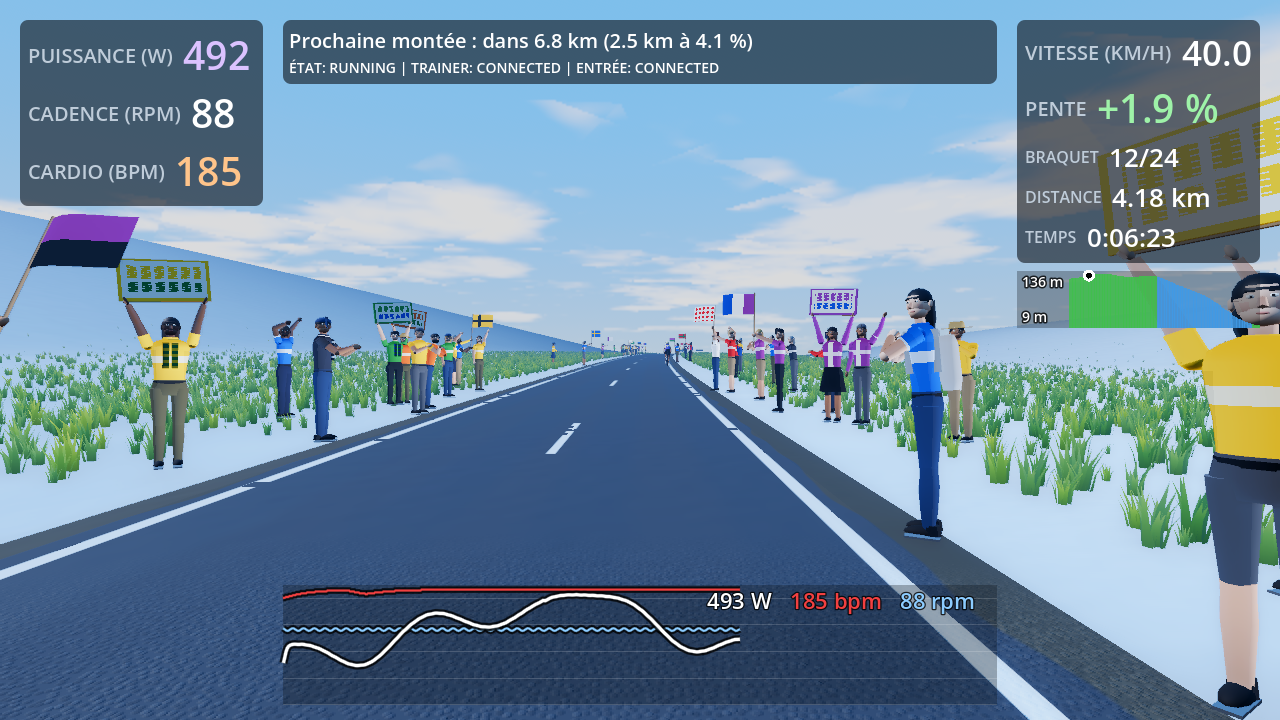 PUISSANCE (W) 492
CADENCE (RPM) 88
CARDIO (BPM) 185
Prochaine montée : dans 6.8 km (2.5 km à 4.1 %)
ÉTAT: RUNNING | TRAINER: CONNECTED | ENTRÉE: CONNECTED
VITESSE (KM/H) 40.0
PENTE +1.9 %
BRAQUET 12/24
DISTANCE 4.18 km
TEMPS 0:06:23
136 m
9 m
493 W 185 bpm 88 rpm